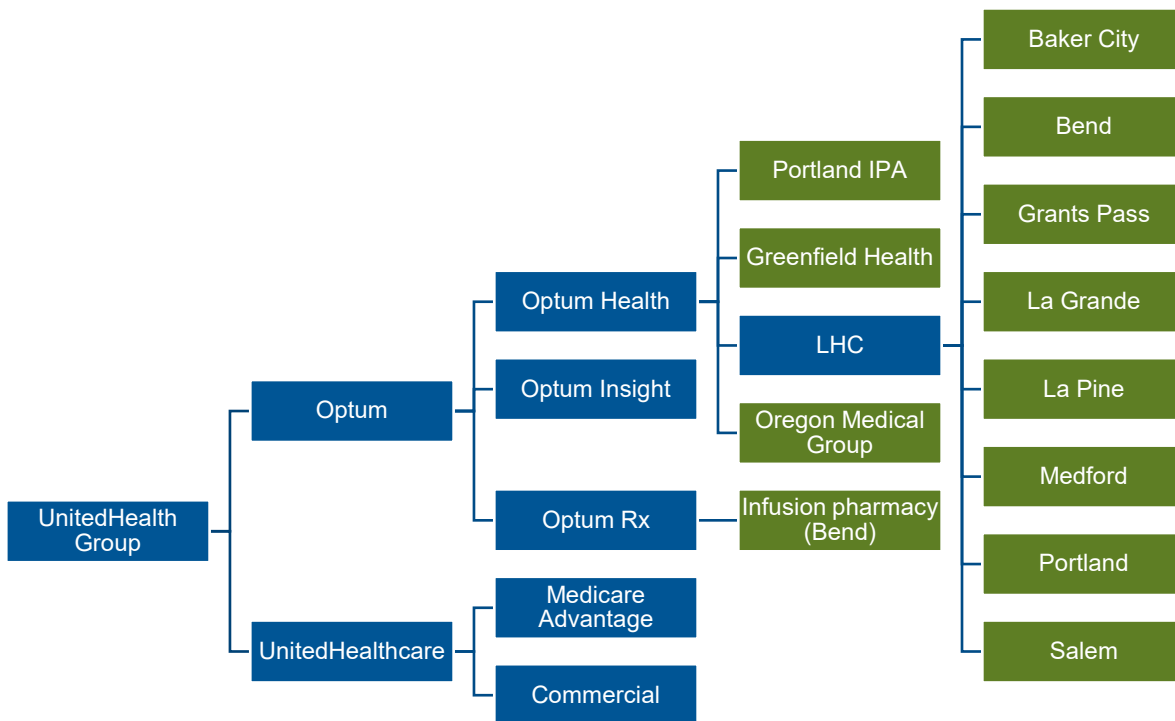 UnitedHealth
Group
Optum
UnitedHealthcare
Optum Health
Optum Insight
Optum Rx
Medicare
Advantage
Commercial
Portland IPA
Greenfield Health
LHC
Oregon Medical
Group
Infusion pharmacy
(Bend)
Baker City
Bend
Grants Pass
La Grande
La Pine
Medford
Portland
Salem